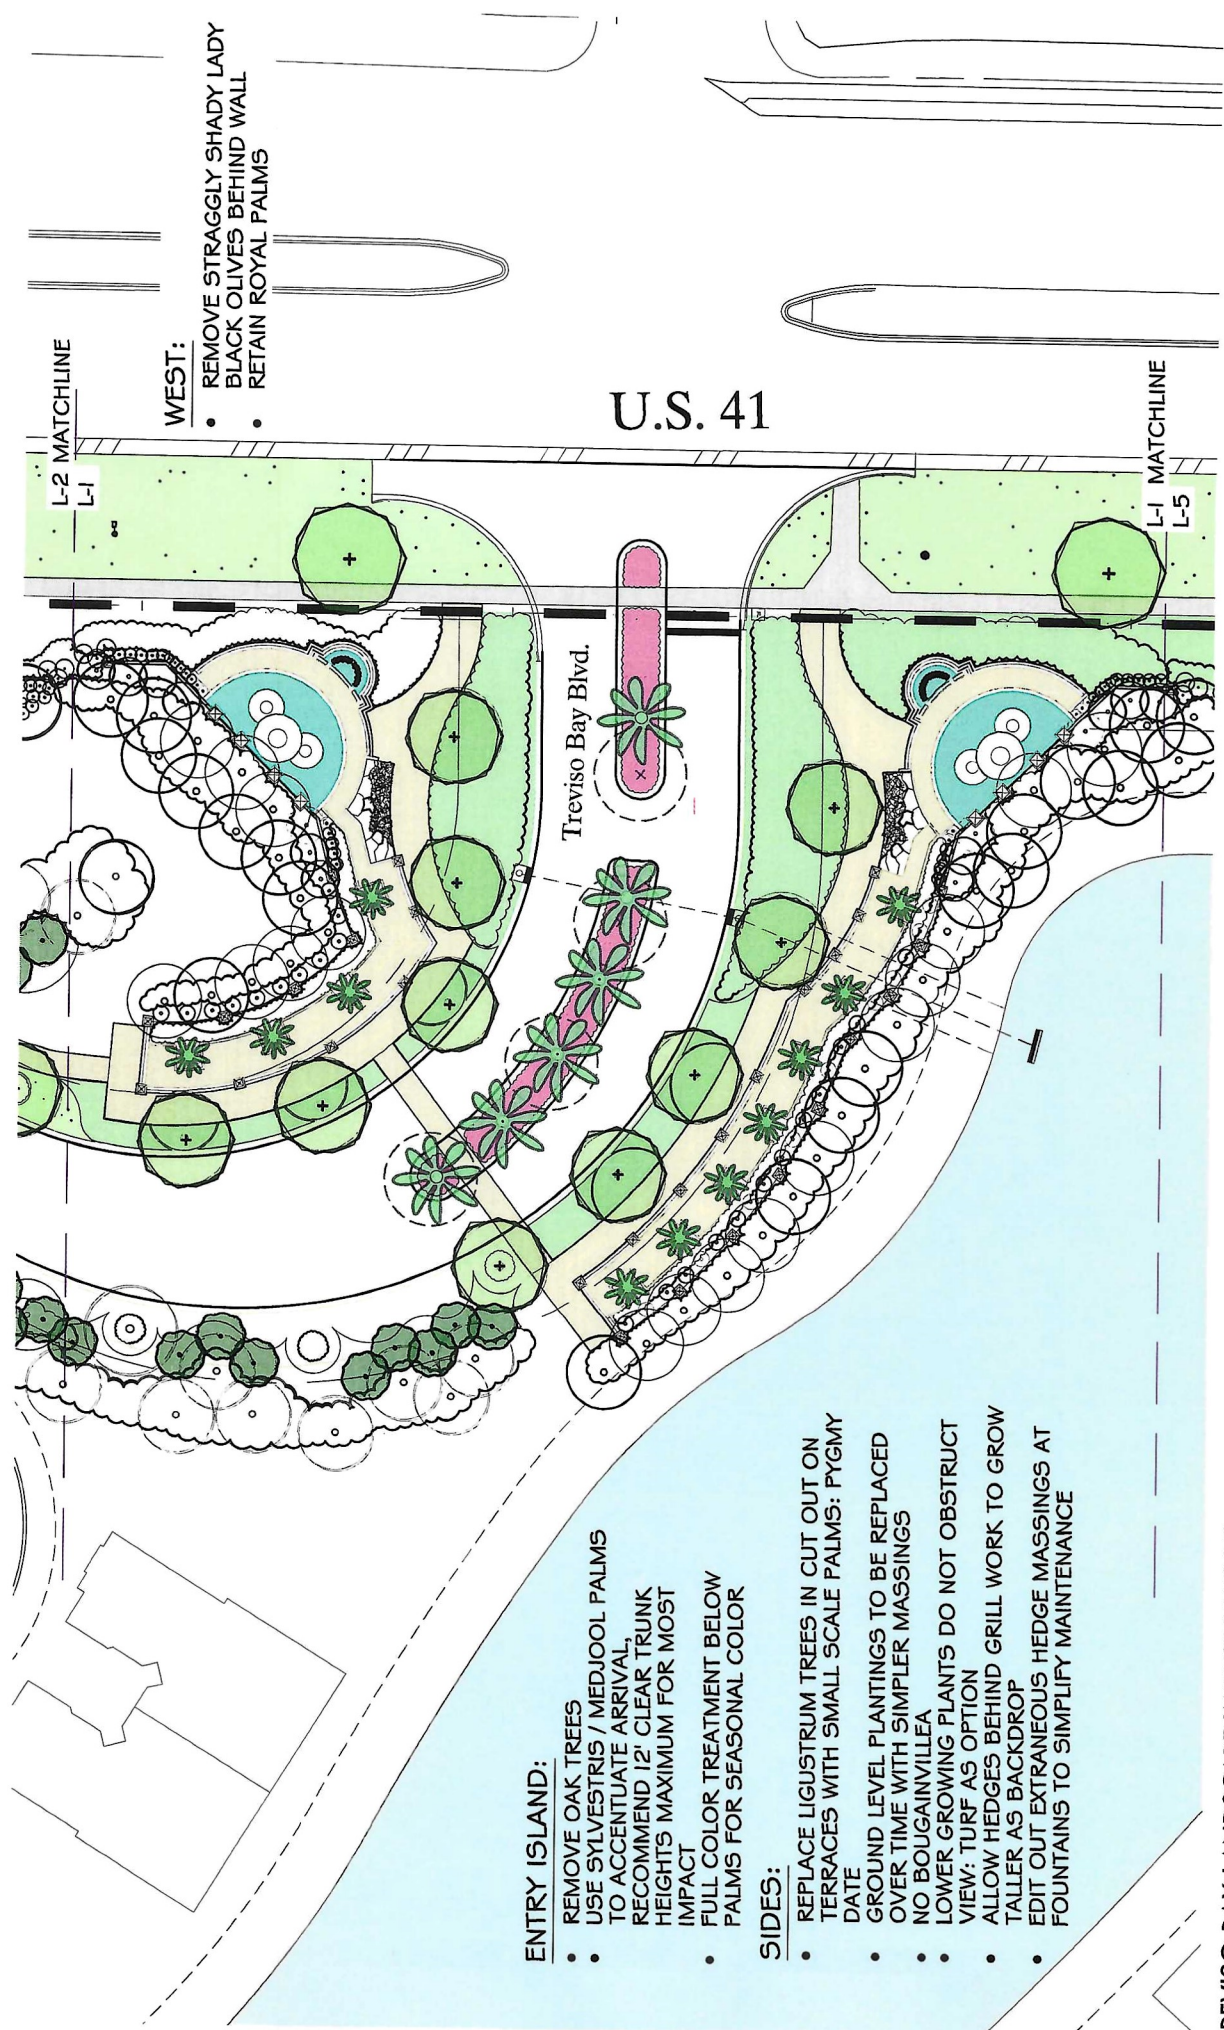 L-2 MATCHLINE
L-1
WEST:
• REMOVE STRAGGLY SHADY LADY
BLACK OLIVES BEHIND WALL
• RETAIN ROYAL PALMS
U.S. 41
Treviso Bay Blvd.
L-1 MATCHLINE
L-5
ENTRY ISLAND:
• REMOVE OAK TREES
• USE SYLVESTRIS / MEDJOOL PALMS
TO ACCENTUATE ARRIVAL,
RECOMMEND 12' CLEAR TRUNK
HEIGHTS MAXIMUM FOR MOST
IMPACT
• FULL COLOR TREATMENT BELOW
PALMS FOR SEASONAL COLOR
SIDES:
• REPLACE LIGUSTRUM TREES IN CUT OUT ON
TERRACES WITH SMALL SCALE PALMS: PYGMY
DATE
• GROUND LEVEL PLANTINGS TO BE REPLACED
OVER TIME WITH SIMPLER MASSINGS
• NO BOUGAINVILLEA
• LOWER GROWING PLANTS DO NOT OBSTRUCT
VIEW: TURF AS OPTION
• ALLOW HEDGES BEHIND GRILL WORK TO GROW
TALLER AS BACKDROP
• EDIT OUT EXTRANEOUS HEDGE MASSINGS AT
FOUNTAINS TO SIMPLIFY MAINTENANCE